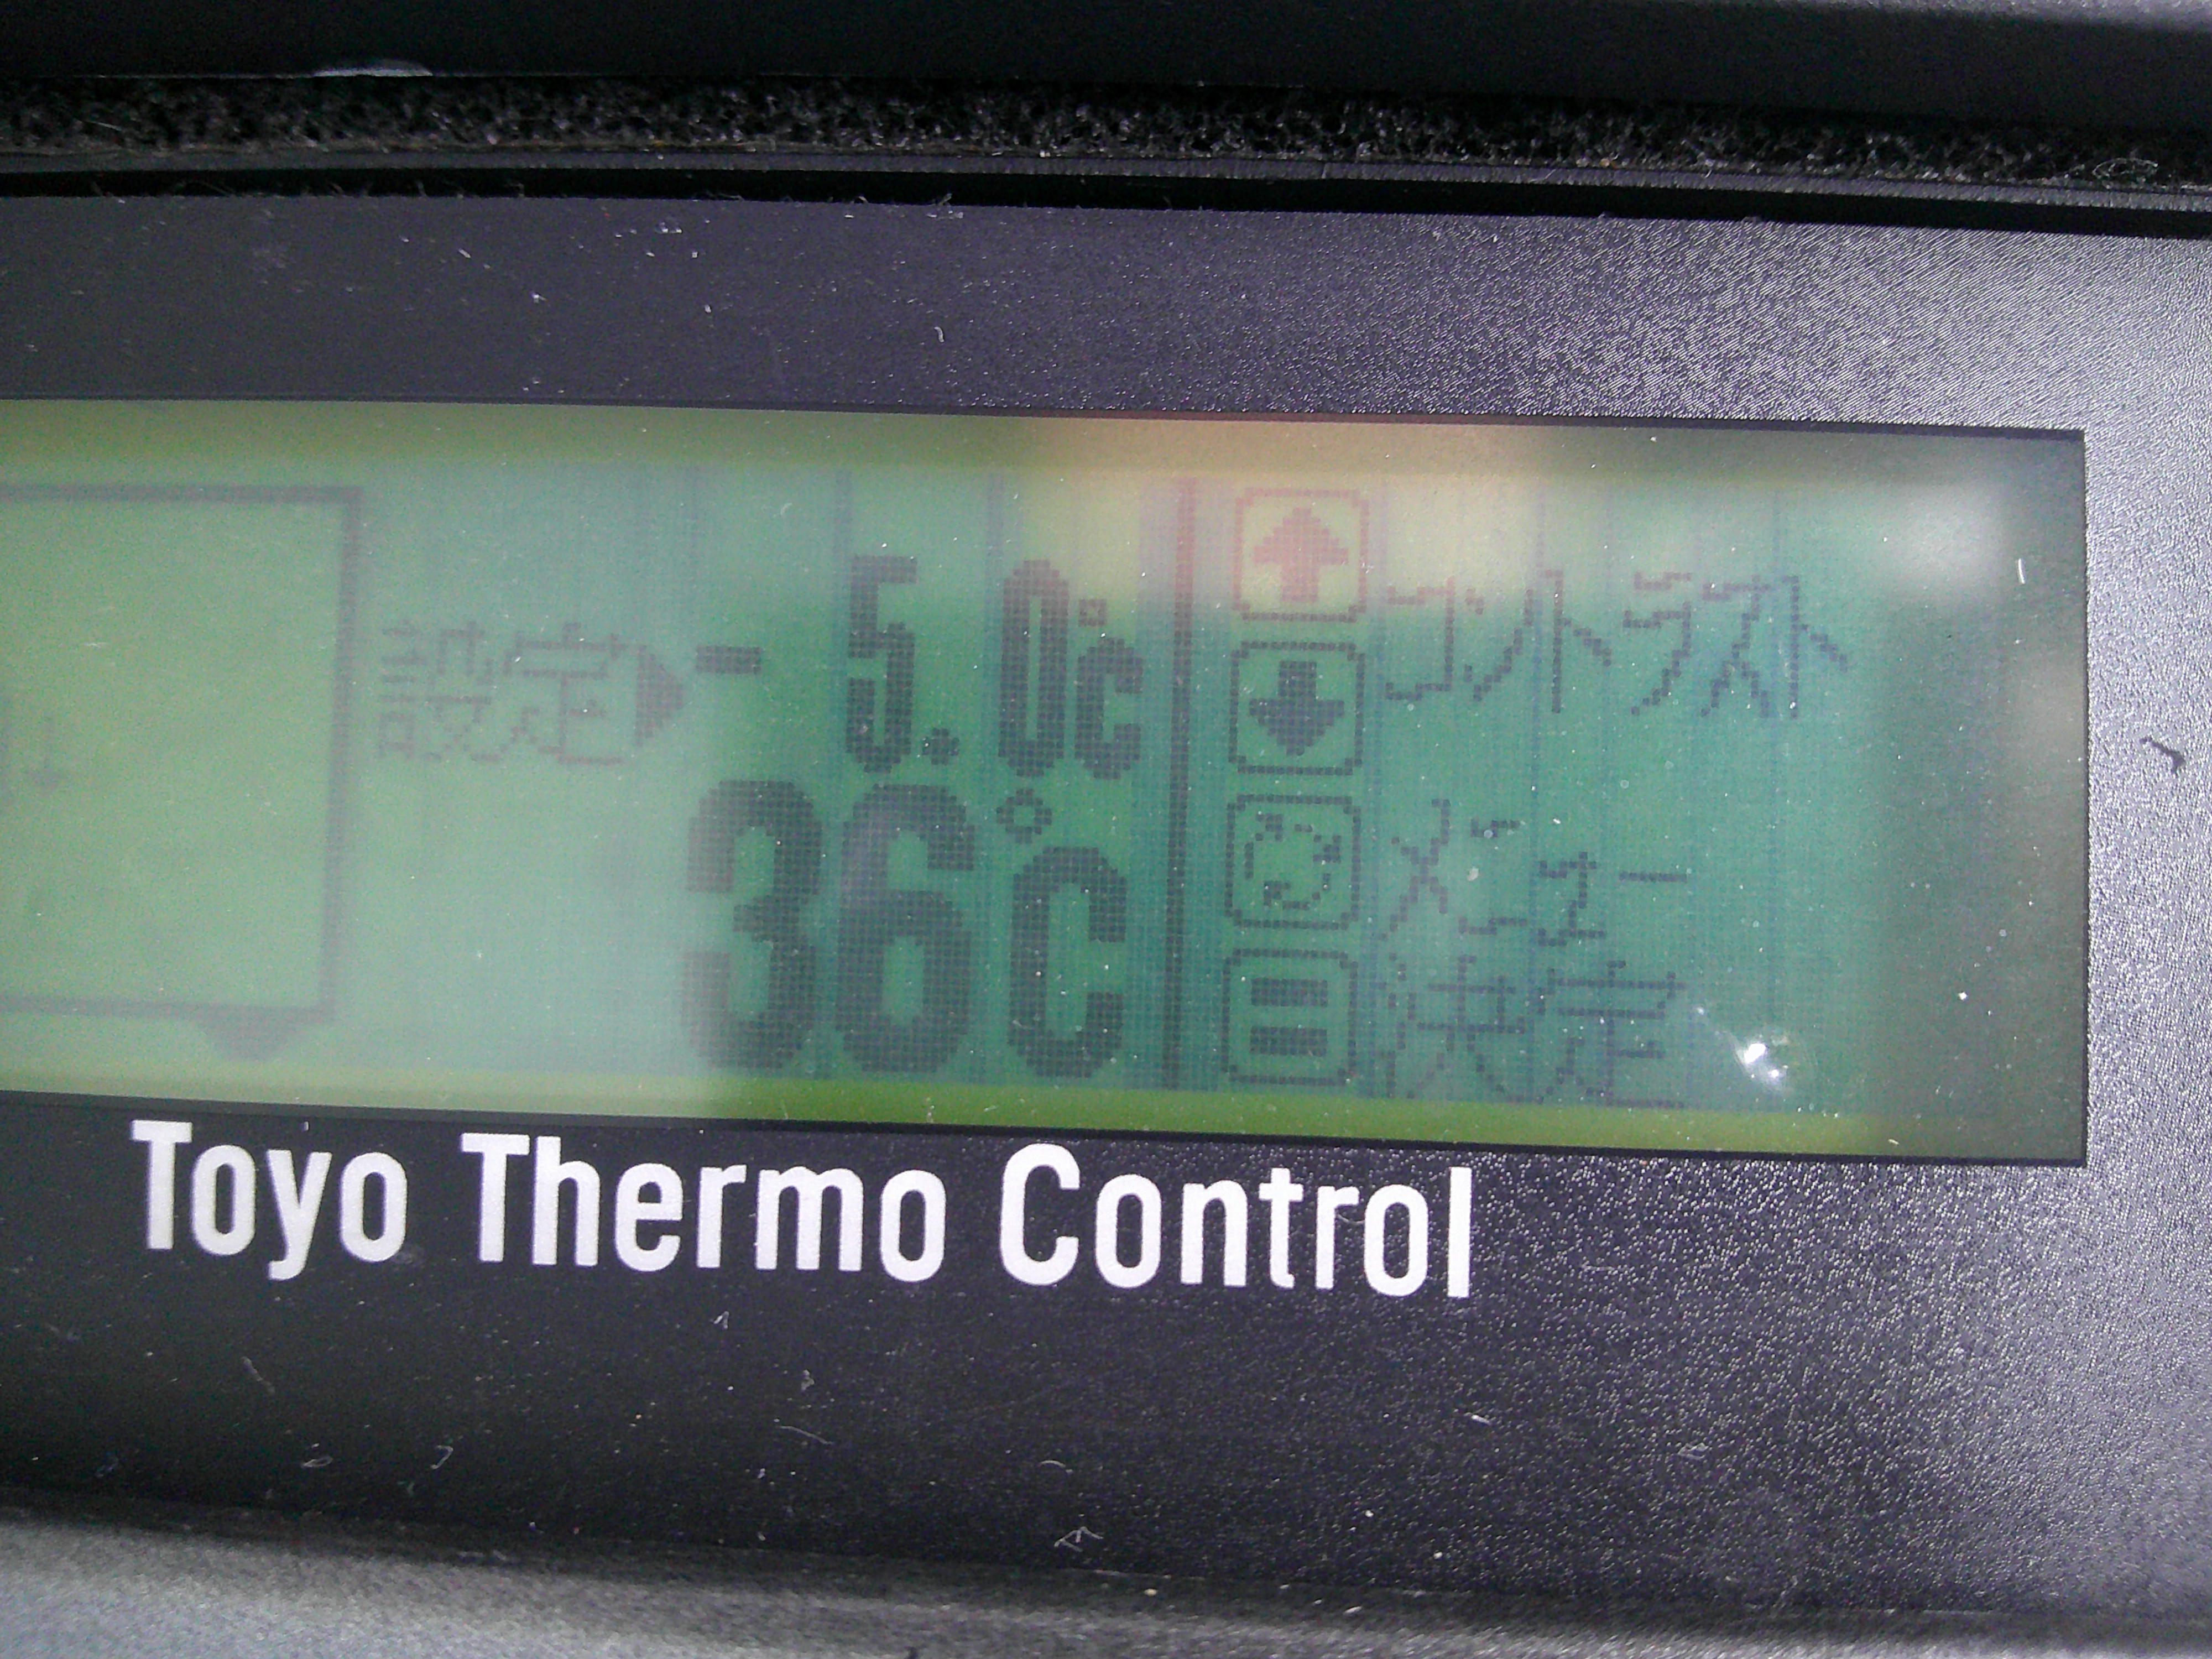 設定▶-5.0℃
36℃
コントラスト
メニュー
決定
Toyo Thermo Control